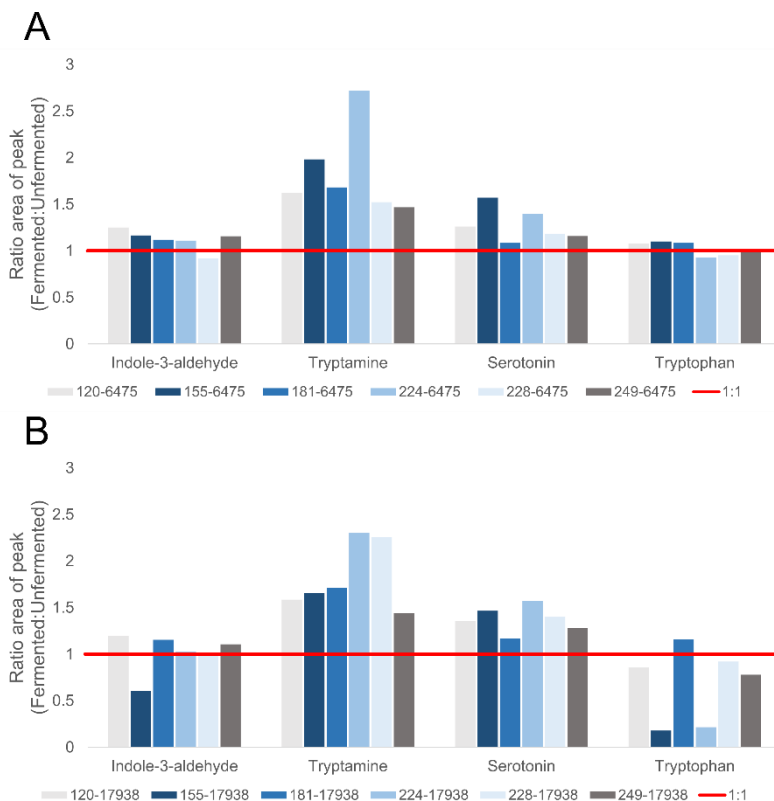 A
Ratio area of peak
(Fermented:Unfermented)
3
2.5
2
1.5
1
0.5
0
Indole-3-aldehyde Tryptamine Serotonin Tryptophan
120-6475 155-6475 181-6475 224-6475 228-6475 249-6475 1:1
B
Ratio area of peak
(Fermented:Unfermented)
3
2.5
2
1.5
1
0.5
0
Indole-3-aldehyde Tryptamine Serotonin Tryptophan
120-17938 155-17938 181-17938 224-17938 228-17938 249-17938 1:1